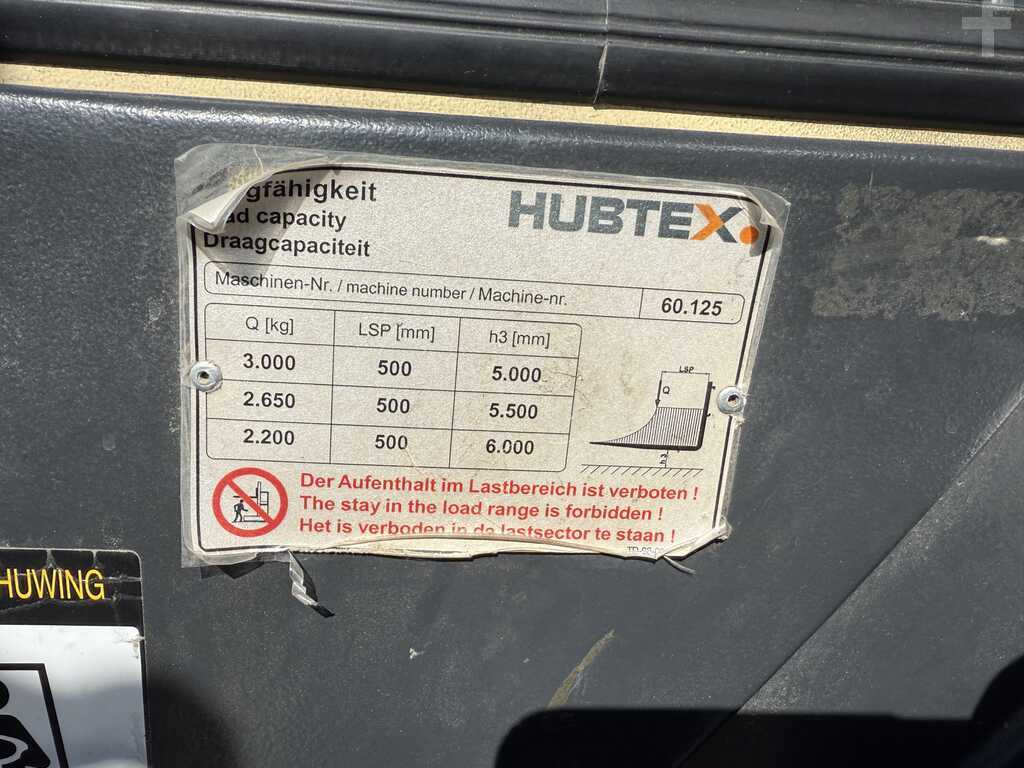 gfähigkeit
HUBTEX
ad capacity
Draagcapaciteit
Maschinen-Nr. / machine number / Machine-nr. 60.125
Q [kg] LSP [mm] h3 [mm]
3.000 500 5.000
2.650 500 5.500
2.200 500 6.000
LSP
Q
h3
Der Aufenthalt im Lastbereich ist verboten !
The stay in the load range is forbidden !
Het is verboden in de lastsector te staan !
HUWING